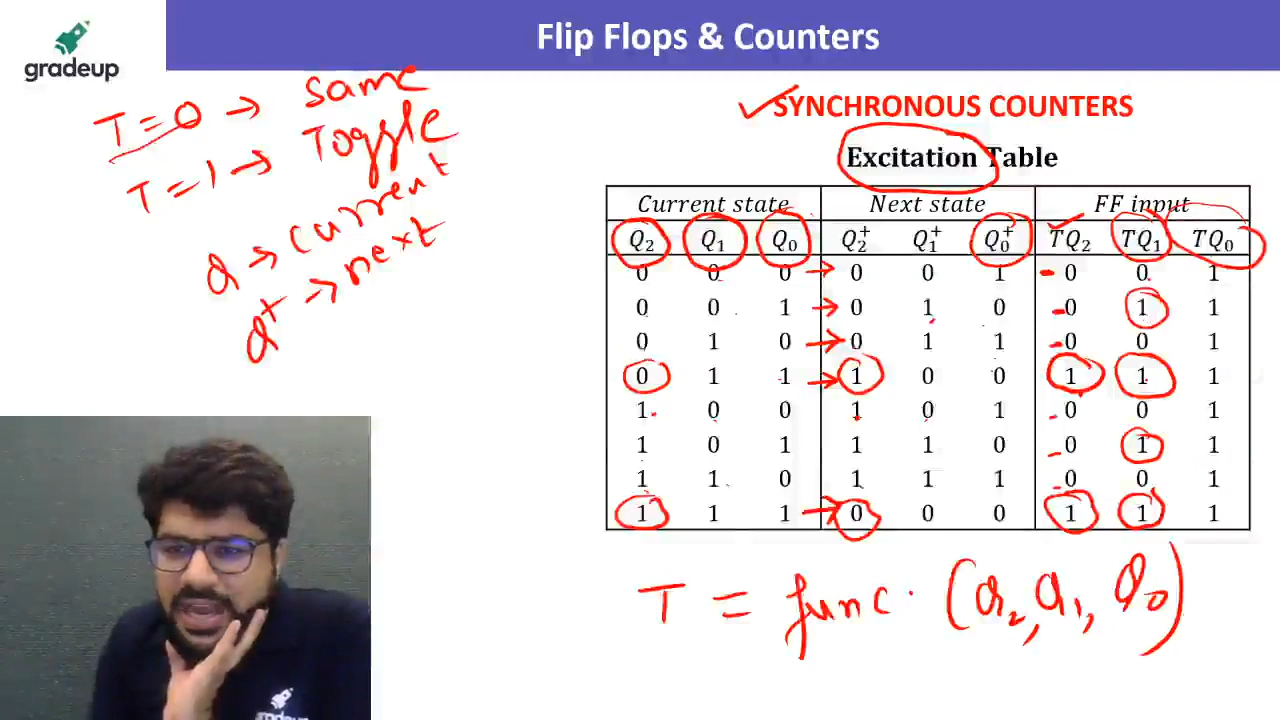 Flip Flops & Counters
gradeup
T=0 → same
T=1 → Toggle
Q → current
Q+ → next
SYNCHRONOUS COUNTERS
Excitation Table
Current state Next state FF input
Q₂ Q₁ Q₀ Q₂⁺ Q₁⁺ Q₀⁺ TQ₂ TQ₁ TQ₀
0 0 0 0 0 1 0 0 1
0 0 1 0 1 0 0 1 1
0 1 0 0 1 1 0 0 1
0 1 1 1 0 0 1 1 1
1 0 0 1 0 1 0 0 1
1 0 1 1 1 0 0 1 1
1 1 0 1 1 1 0 0 1
1 1 1 0 0 0 1 1 1
T = func. (Q₂, Q₁, Q₀)
gradeup